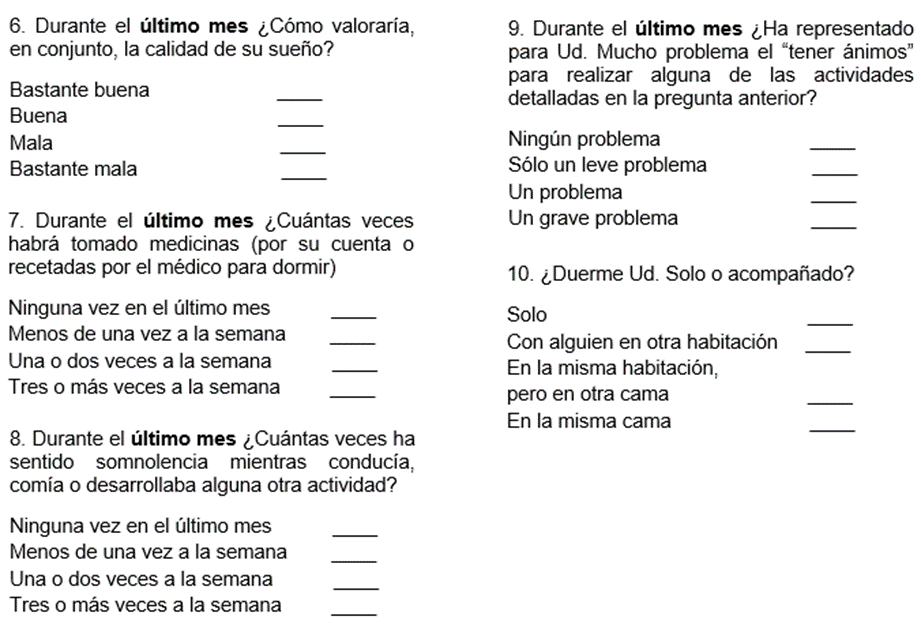 6. Durante el último mes ¿Cómo valoraría,
en conjunto, la calidad de su sueño?
Bastante buena ____
Buena ____
Mala ____
Bastante mala ____
7. Durante el último mes ¿Cuántas veces
habrá tomado medicinas (por su cuenta o
recetadas por el médico para dormir)
Ninguna vez en el último mes ____
Menos de una vez a la semana ____
Una o dos veces a la semana ____
Tres o más veces a la semana ____
8. Durante el último mes ¿Cuántas veces ha
sentido somnolencia mientras conducía,
comía o desarrollaba alguna otra actividad?
Ninguna vez en el último mes ____
Menos de una vez a la semana ____
Una o dos veces a la semana ____
Tres o más veces a la semana ____
9. Durante el último mes ¿Ha representado
para Ud. Mucho problema el “tener ánimos”
para realizar alguna de las actividades
detalladas en la pregunta anterior?
Ningún problema ____
Sólo un leve problema ____
Un problema ____
Un grave problema ____
10. ¿Duerme Ud. Solo o acompañado?
Solo ____
Con alguien en otra habitación ____
En la misma habitación,
pero en otra cama ____
En la misma cama ____